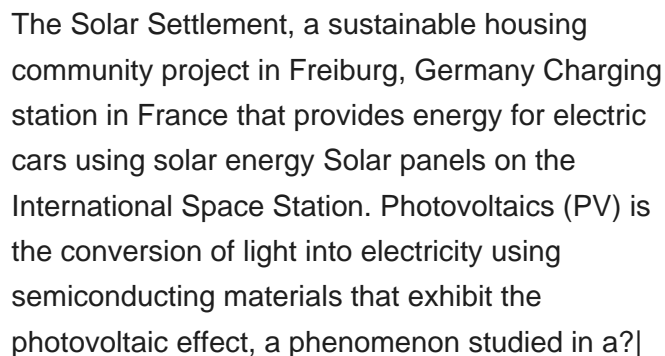 The Solar Settlement, a sustainable housing
community project in Freiburg, Germany Charging
station in France that provides energy for electric
cars using solar energy Solar panels on the
International Space Station. Photovoltaics (PV) is
the conversion of light into electricity using
semiconducting materials that exhibit the
photovoltaic effect, a phenomenon studied in a?|